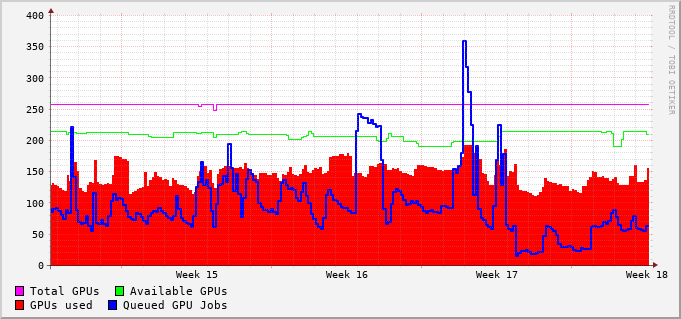 400
350
300
250
200
150
100
50
0
Week 15 Week 16 Week 17 Week 18
Total GPUs Available GPUs
GPUs used Queued GPU Jobs
RRDTOOL / TOBI OETIKER